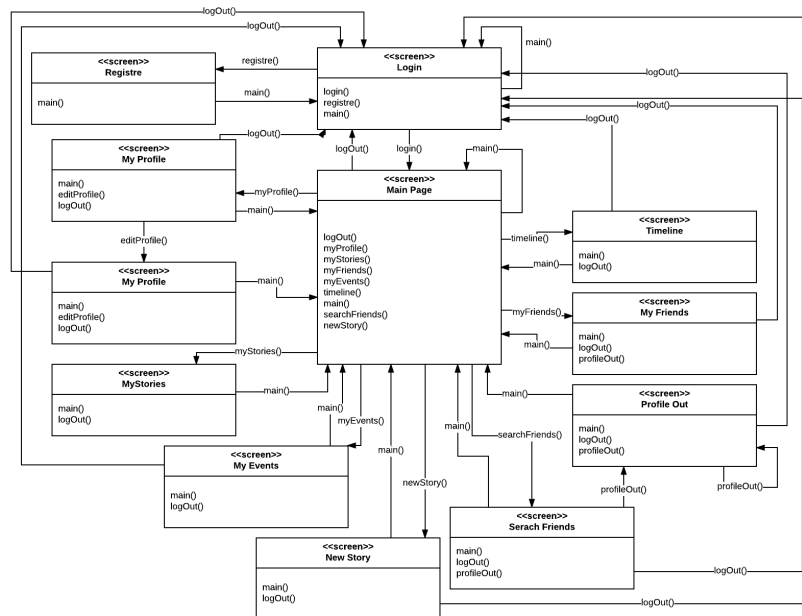 logOut()
logOut()
main()
<<screen>>
Login
login()
registre()
main()
registre()
main()
<<screen>>
Registre
main()
logOut()
logOut()
logOut()
logOut()
logOut()
login()
main()
<<screen>>
My Profile
main()
editProfile()
logOut()
<<screen>>
Main Page
logOut()
myProfile()
myStories()
myFriends()
myEvents()
timeline()
main()
searchFriends()
newStory()
myProfile()
main()
editProfile()
<<screen>>
My Profile
main()
editProfile()
logOut()
main()
timeline()
main()
<<screen>>
Timeline
main()
logOut()
myFriends()
main()
<<screen>>
My Friends
main()
logOut()
profileOut()
myStories()
<<screen>>
MyStories
main()
logOut()
main()
main()
myEvents()
<<screen>>
My Events
main()
logOut()
main()
newStory()
main()
searchFriends()
main()
<<screen>>
Profile Out
main()
logOut()
profileOut()
profileOut()
profileOut()
<<screen>>
Serach Friends
main()
logOut()
profileOut()
logOut()
<<screen>>
New Story
main()
logOut()
logOut()